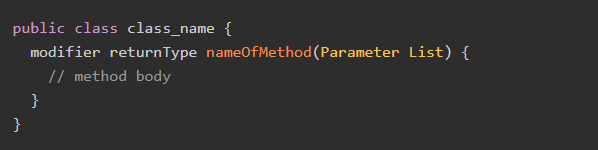 public class class_name {
  modifier returnType nameOfMethod(Parameter List) {
    // method body
  }
}